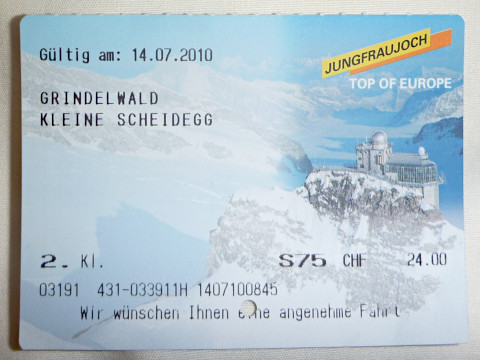 Gültig am: 14.07.2010
JUNGFRAUJOCH
TOP OF EUROPE
GRINDELWALD
KLEINE SCHEIDEGG
2. Kl. S75 CHF 24.00
03191 431-033911H 1407100845
Wir wünschen Ihnen eine angenehme Fahrt